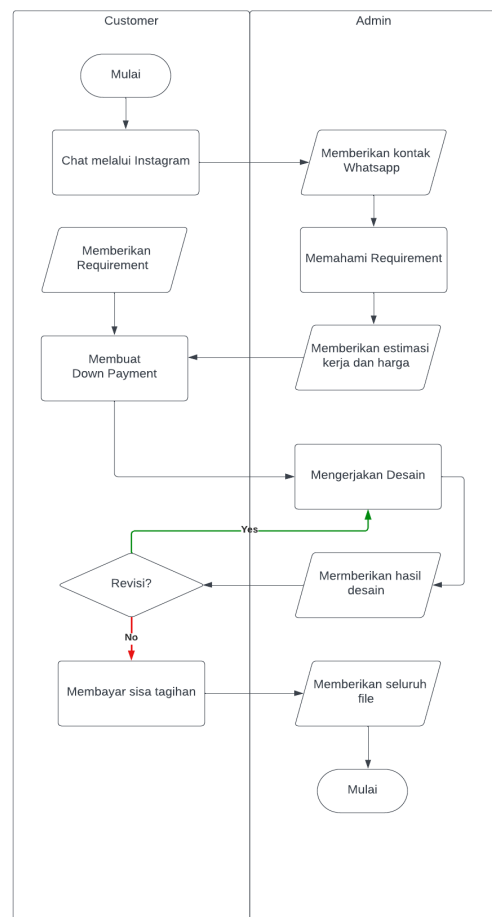 Customer
Admin
Mulai
Chat melalui Instagram
Memberikan kontak
Whatsapp
Memberikan
Requirement
Memahami Requirement
Membuat
Down Payment
Memberikan estimasi
kerja dan harga
Mengerjakan Desain
Yes
Revisi?
Mermberikan hasil
desain
No
Membayar sisa tagihan
Memberikan seluruh
file
Mulai